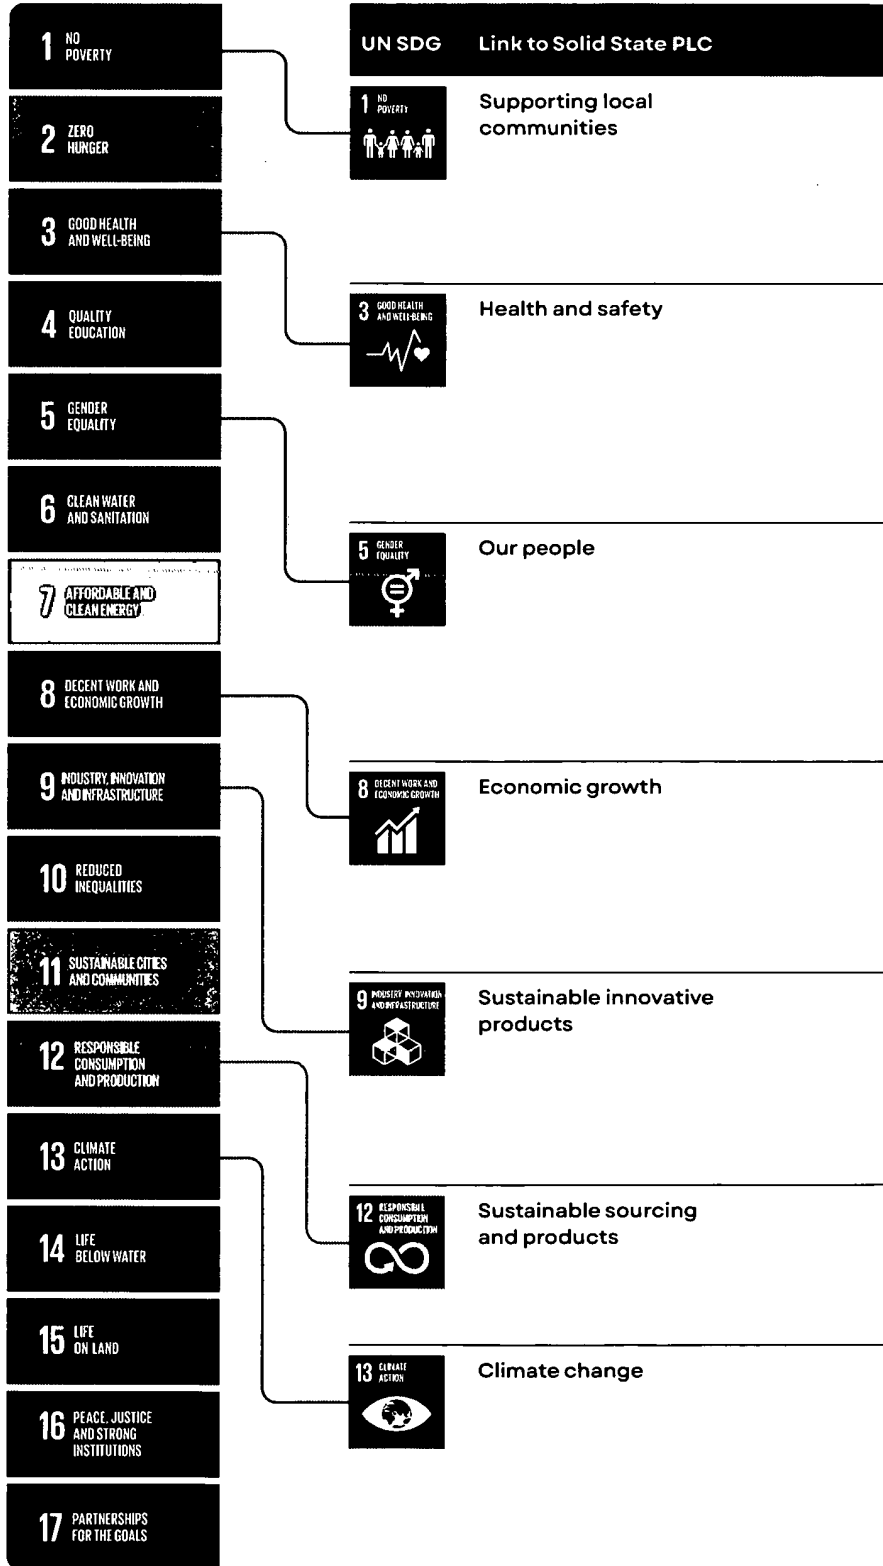 1 NO
POVERTY
2 ZERO
HUNGER
3 GOOD HEALTH
AND WELL-BEING
4 QUALITY
EDUCATION
5 GENDER
EQUALITY
6 CLEAN WATER
AND SANITATION
7 AFFORDABLE AND
CLEAN ENERGY
8 DECENT WORK AND
ECONOMIC GROWTH
9 INDUSTRY, INNOVATION
AND INFRASTRUCTURE
10 REDUCED
INEQUALITIES
11 SUSTAINABLE CITIES
AND COMMUNITIES
12 RESPONSIBLE
CONSUMPTION
AND PRODUCTION
13 CLIMATE
ACTION
14 LIFE
BELOW WATER
15 LIFE
ON LAND
16 PEACE, JUSTICE
AND STRONG
INSTITUTIONS
17 PARTNERSHIPS
FOR THE GOALS
UN SDG Link to Solid State PLC
1 NO
POVERTY
Supporting local
communities
3 GOOD HEALTH
AND WELL-BEING
Health and safety
5 GENDER
EQUALITY
Our people
8 DECENT WORK AND
ECONOMIC GROWTH
Economic growth
9 INDUSTRY INNOVATION
AND INFRASTRUCTURE
Sustainable innovative
products
12 RESPONSIBLE
CONSUMPTION
AND PRODUCTION
Sustainable sourcing
and products
13 CLIMATE
ACTION
Climate change